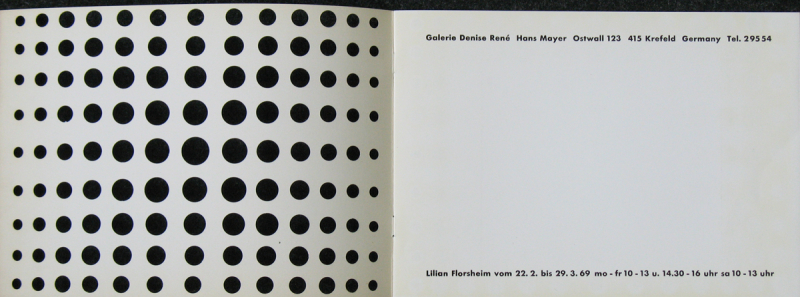 Galerie Denise René Hans Mayer Ostwall 123 415 Krefeld Germany Tel. 29554
Lilian Florsheim vom 22. 2. bis 29. 3. 69 mo - fr 10 - 13 u. 14.30 - 16 uhr sa 10 - 13 uhr